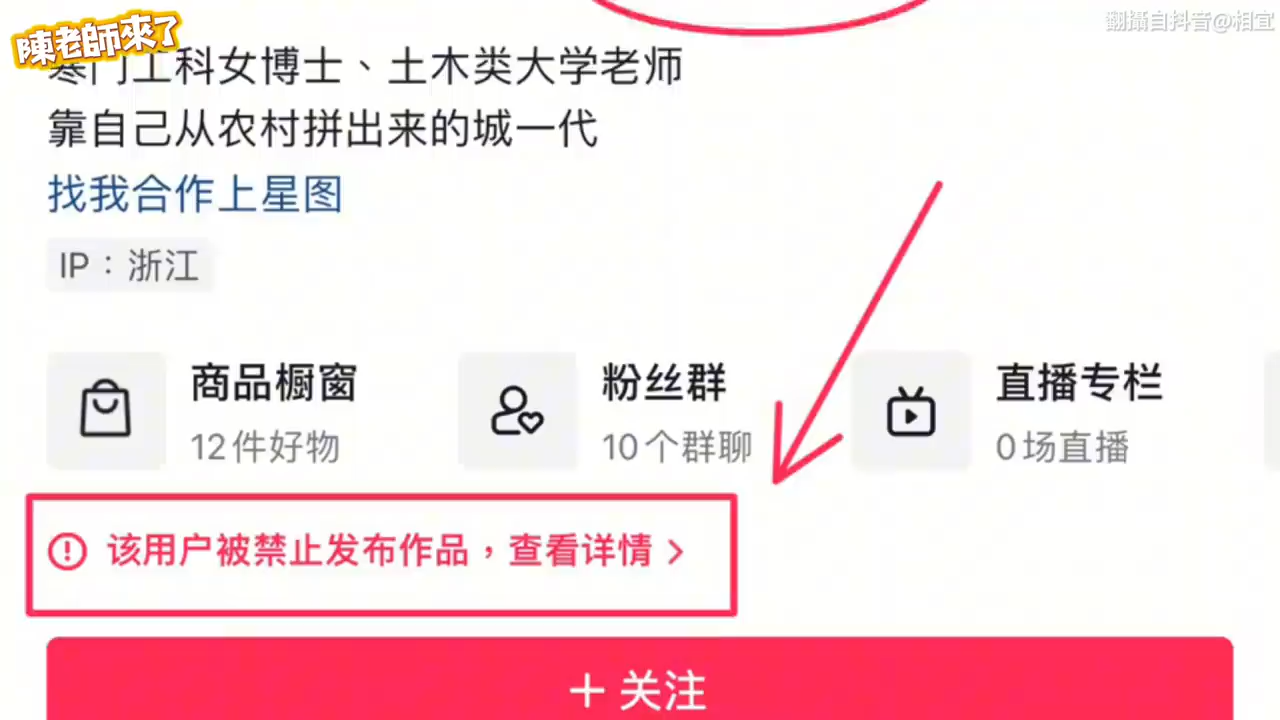 陳老師來了
翻攝自抖音@相宜
寒门工科女博士、土木类大学老师
靠自己从农村拼出来的城一代
找我合作上星图
IP：浙江
商品橱窗
12件好物
粉丝群
10个群聊
直播专栏
0场直播
该用户被禁止发布作品，查看详情 >
+ 关注